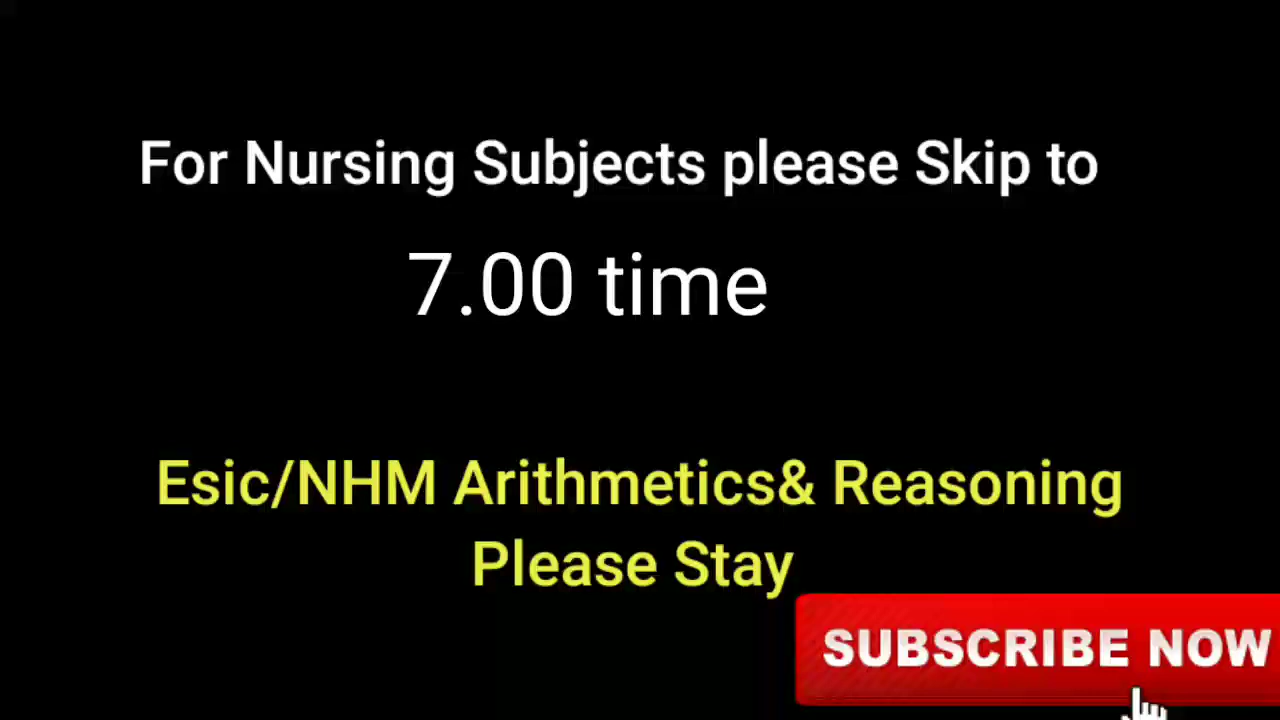 For Nursing Subjects please Skip to
7.00 time
Esic/NHM Arithmetics& Reasoning
Please Stay
SUBSCRIBE NOW